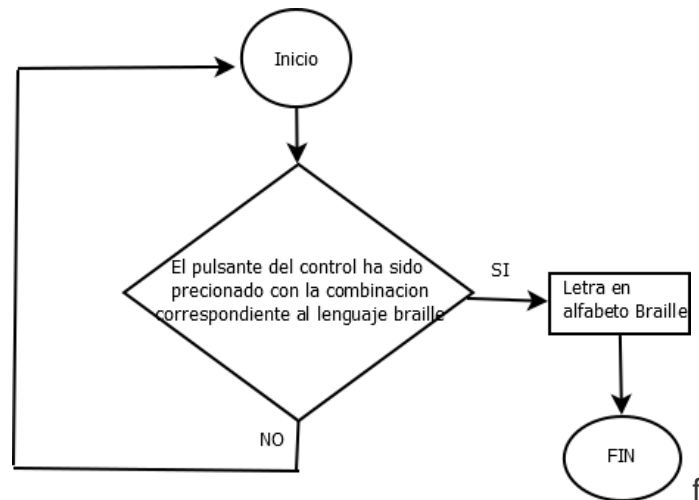 Inicio
El pulsante del control ha sido
precionado con la combinacion
correspondiente al lenguaje braille
SI
Letra en
alfabeto Braille
NO
FIN
f